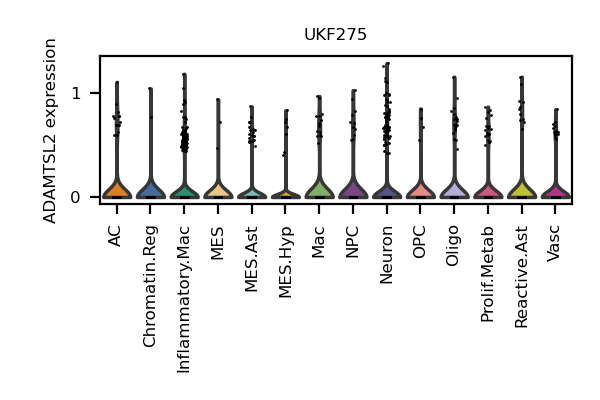 UKF275
ADAMTSL2 expression
1
0
AC
Chromatin.Reg
Inflammatory.Mac
MES
MES.Ast
MES.Hyp
Mac
NPC
Neuron
OPC
Oligo
Prolif.Metab
Reactive.Ast
Vasc